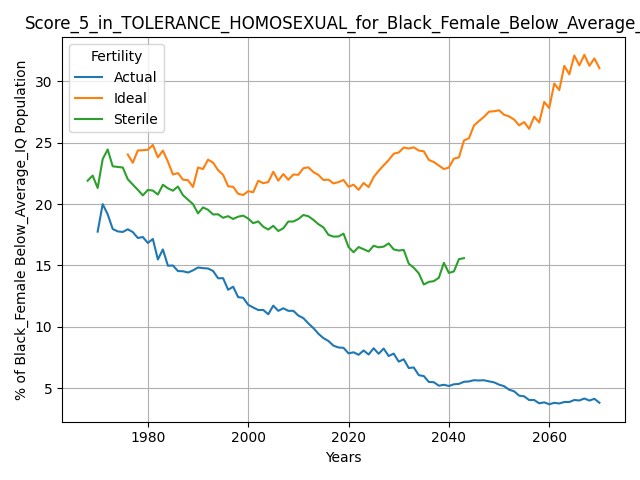 Score_5_in_TOLERANCE_HOMOSEXUAL_for_Black_Female_Below_Average_
Fertility
Actual
Ideal
Sterile
% of Black_Female Below_Average_IQ Population
30
25
20
15
10
5
1980 2000 2020 2040 2060
Years